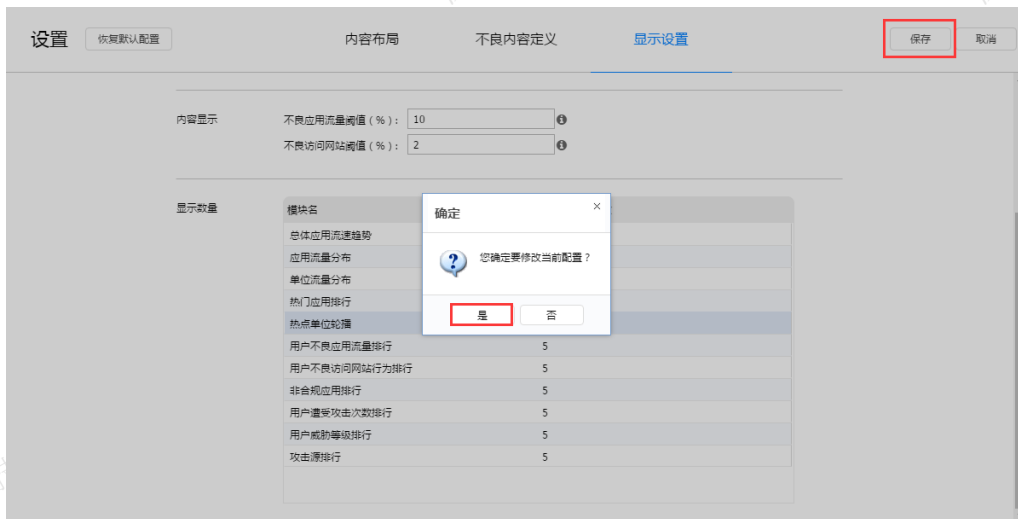 设置 恢复默认配置 内容布局 不良内容定义 显示设置 保存 取消
内容显示 不良应用流量阈值（%）: 10
不良访问网站阈值（%）: 2
显示数量 模块名
确定 ×
总体应用流速趋势
应用流量分布
您确定要修改当前配置？
单位流量分布
热门应用排行
是 否
热点单位轮播
用户不良应用流量排行 5
用户不良访问网站行为排行 5
非合规应用排行 5
用户遭受攻击次数排行 5
用户威胁等级排行 5
攻击源排行 5